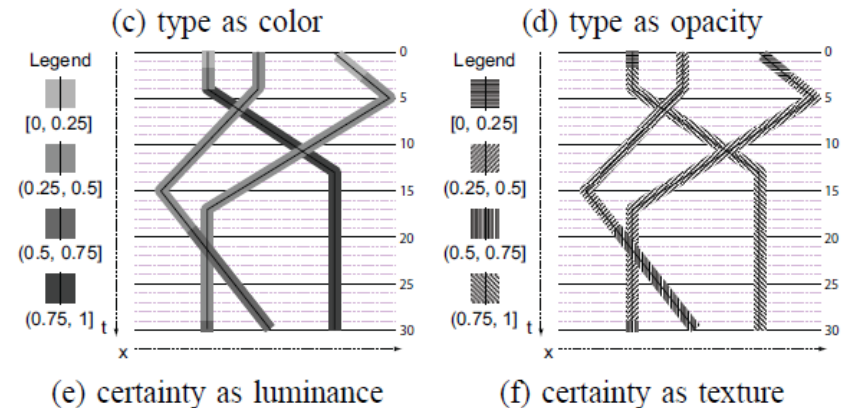 (c) type as color
(d) type as opacity
Legend
[0, 0.25]
(0.25, 0.5]
(0.5, 0.75]
(0.75, 1]
t
x
0
5
10
15
20
25
30
Legend
[0, 0.25]
(0.25, 0.5]
(0.5, 0.75]
(0.75, 1]
t
x
0
5
10
15
20
25
30
(e) certainty as luminance
(f) certainty as texture